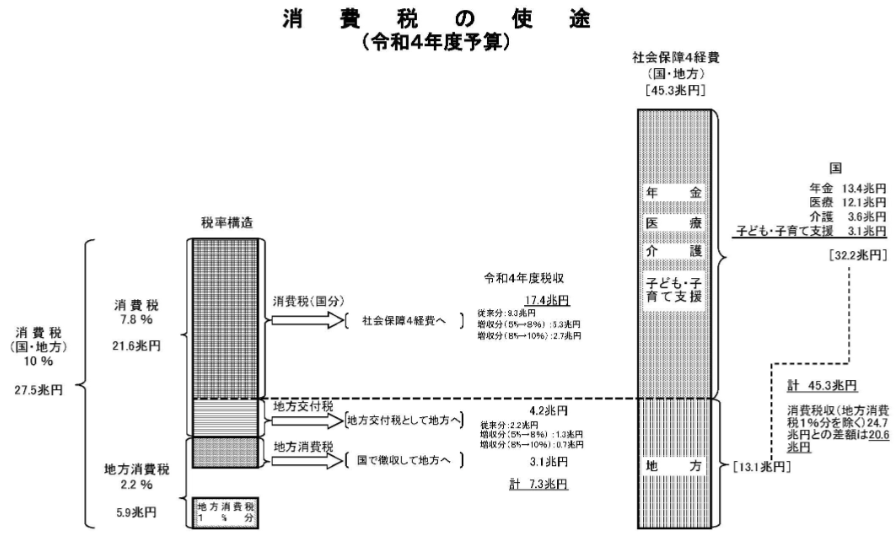 消費税の使途
(令和4年度予算)
社会保障4経費
(国・地方)
[45.3兆円]
国
年金 13.4兆円
医療 12.1兆円
介護 3.6兆円
子ども・子育て支援 3.1兆円
[32.2兆円]
年金
医療
介護
子ども・子
育て支援
税率構造
消費税
(国・地方)
10 %
27.5兆円
消費税
7.8 %
21.6兆円
消費税(国分)
社会保障4経費へ
令和4年度税収
17.4兆円
従来分:9.3兆円
増収分(5%→8%):5.3兆円
増収分(8%→10%):2.7兆円
地方交付税
地方交付税として地方へ
4.2兆円
従来分:2.2兆円
増収分(5%→8%):1.3兆円
増収分(8%→10%):0.7兆円
地方消費税
国で徴収して地方へ
3.1兆円
計 7.3兆円
地方消費税
2.2 %
5.9兆円
地方消費税
1%分
地方
[13.1兆円]
計 45.3兆円
消費税収(地方消費
税1%分を除く)24.7
兆円との差額は20.6
兆円